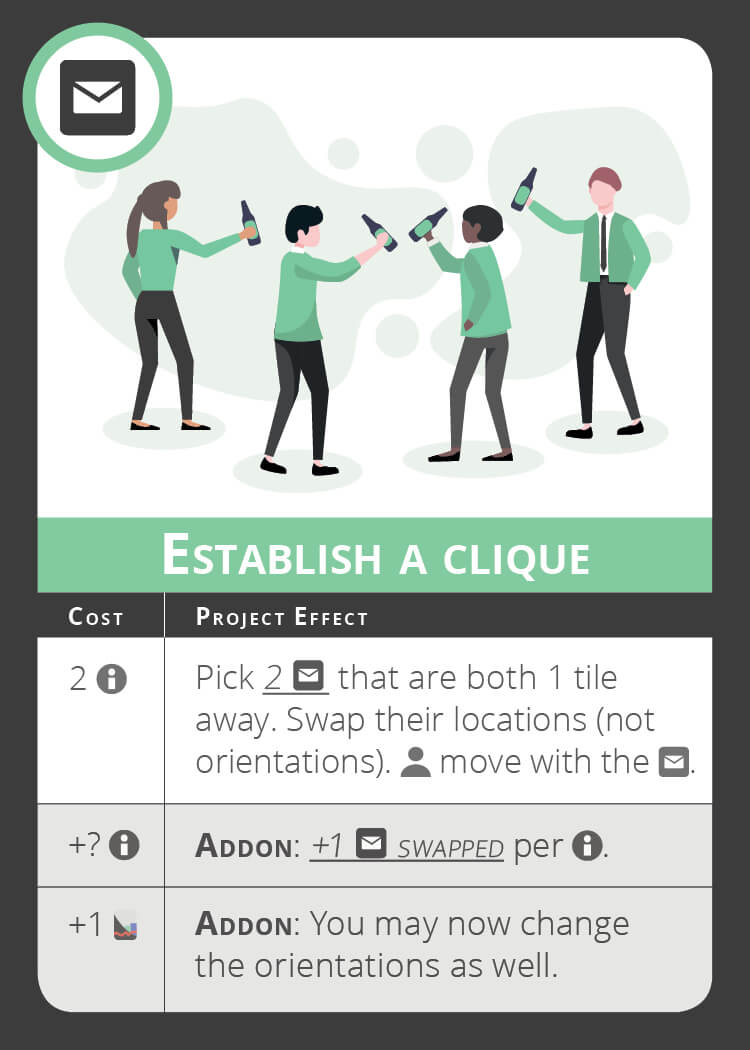 Establish a clique
Cost
Project Effect
2
Pick 2 that are both 1 tile
away. Swap their locations (not
orientations). move with the .
+?
Addon: +1 swapped per .
+1
Addon: You may now change
the orientations as well.